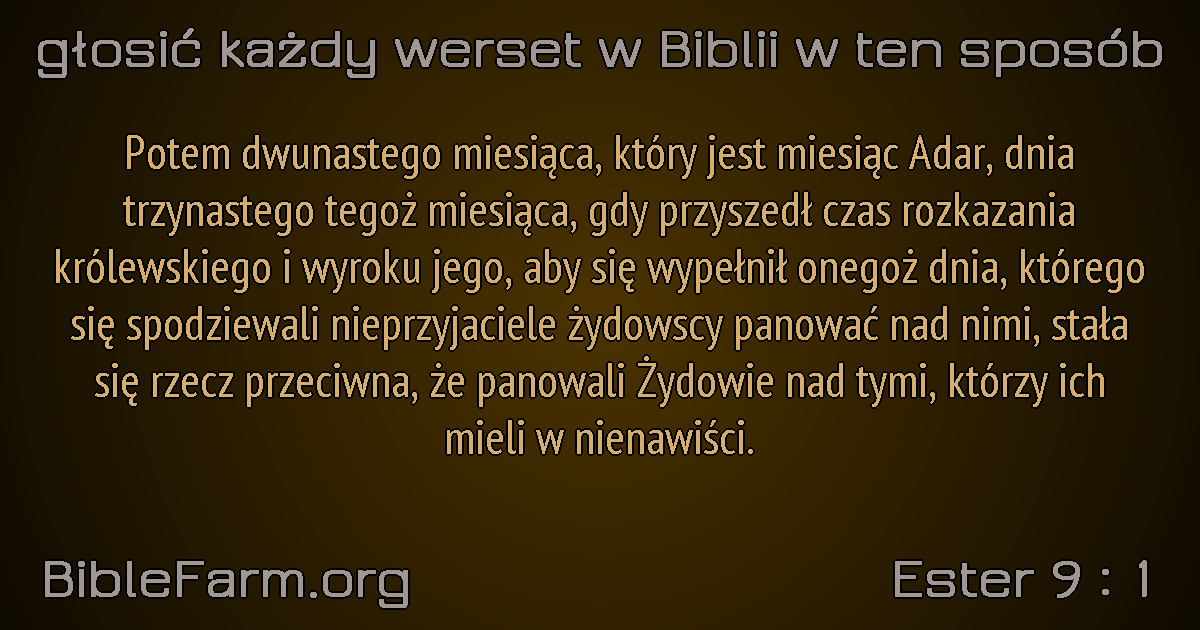 głosić każdy werset w Biblii w ten sposób
Potem dwunastego miesiąca, który jest miesiąc Adar, dnia
trzynastego tegoż miesiąca, gdy przyszedł czas rozkazania
królewskiego i wyroku jego, aby się wypełnił onegoż dnia, którego
się spodziewali nieprzyjaciele żydowscy panować nad nimi, stała
się rzecz przeciwna, że panowali Żydowie nad tymi, którzy ich
mieli w nienawiści.
BibleFarm.org
Ester 9 : 1